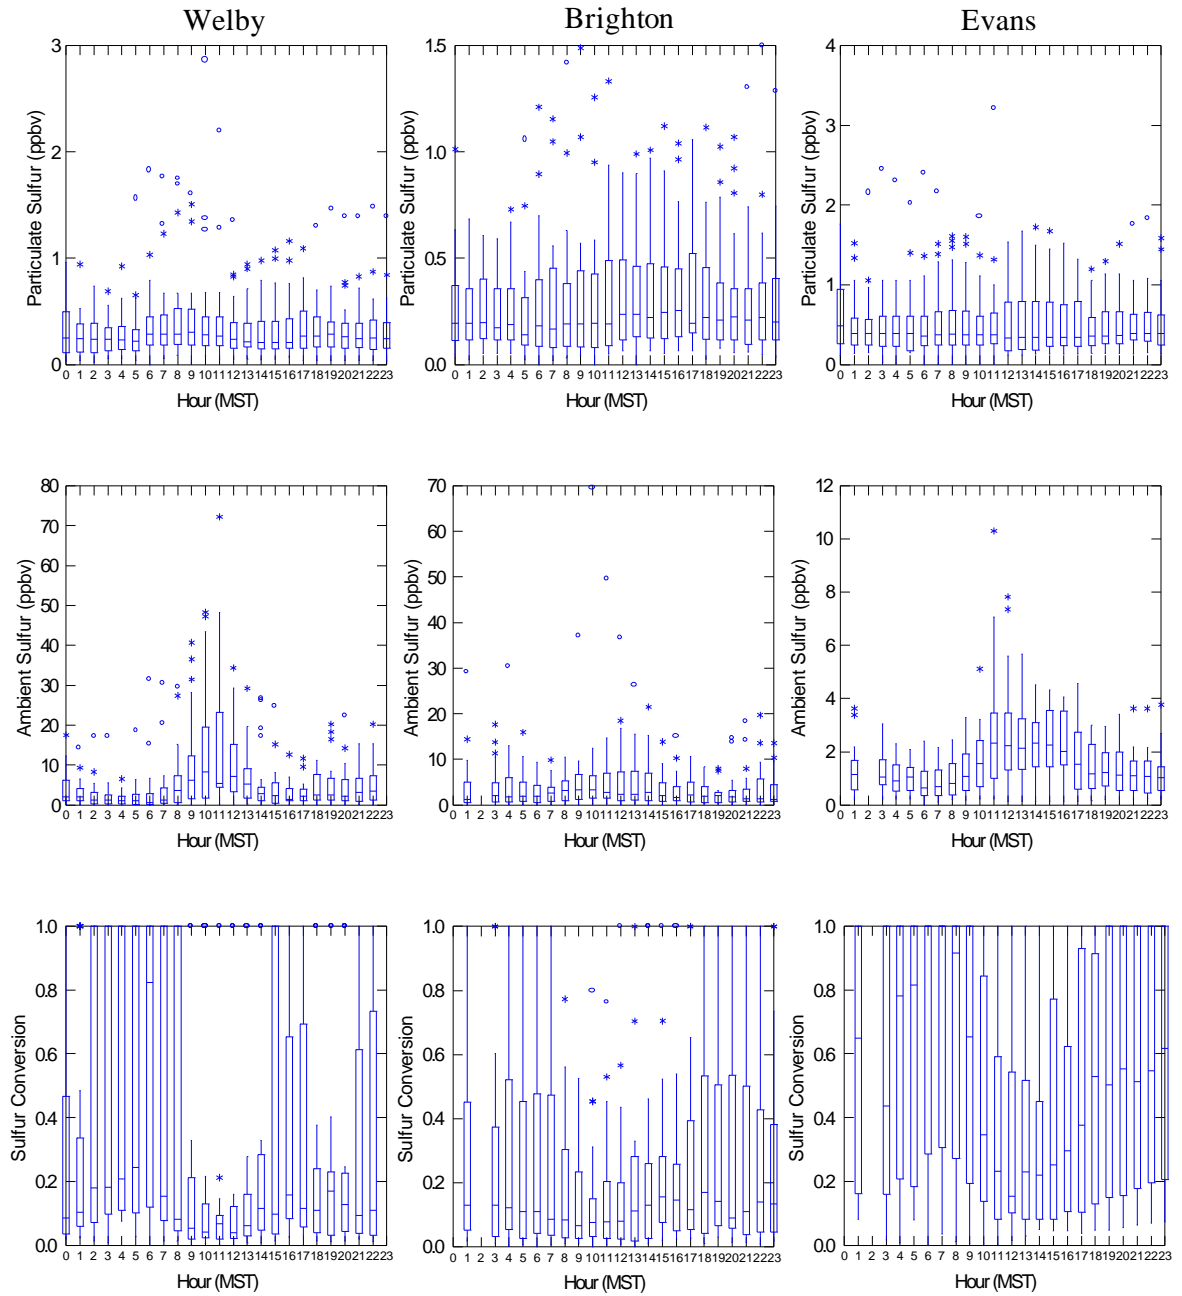 Welby Brighton Evans
3 1.5 4
Particulate Sulfur (ppbv) Particulate Sulfur (ppbv) Particulate Sulfur (ppbv)
2 1.0 3
2
1 0.5 1
0 0.0 0
0 1 2 3 4 5 6 7 8 9 10 11 12 13 14 15 16 17 18 19 20 21 22 23
0 1 2 3 4 5 6 7 8 9 10 11 12 13 14 15 16 17 18 19 20 21 22 23
0 1 2 3 4 5 6 7 8 9 10 11 12 13 14 15 16 17 18 19 20 21 22 23
Hour (MST) Hour (MST) Hour (MST)
80 70 12
70 60 10
60 50 8
50 40 6
40 30 4
30 20 2
20 10 0
10 0
0
Ambient Sulfur (ppbv) Ambient Sulfur (ppbv) Ambient Sulfur (ppbv)
0 1 2 3 4 5 6 7 8 9 10 11 12 13 14 15 16 17 18 19 20 21 22 23
0 1 2 3 4 5 6 7 8 9 10 11 12 13 14 15 16 17 18 19 20 21 22 23
0 1 2 3 4 5 6 7 8 9 10 11 12 13 14 15 16 17 18 19 20 21 22 23
Hour (MST) Hour (MST) Hour (MST)
1.0 1.0 1.0
0.8 0.8 0.8
0.6 0.6 0.6
0.4 0.4 0.4
0.2 0.2 0.2
0.0 0.0 0.0
Sulfur Conversion Sulfur Conversion Sulfur Conversion
0 1 2 3 4 5 6 7 8 9 10 11 12 13 14 15 16 17 18 19 20 21 22 23
0 1 2 3 4 5 6 7 8 9 10 11 12 13 14 15 16 17 18 19 20 21 22 23
0 1 2 3 4 5 6 7 8 9 10 11 12 13 14 15 16 17 18 19 20 21 22 23
Hour (MST) Hour (MST) Hour (MST)